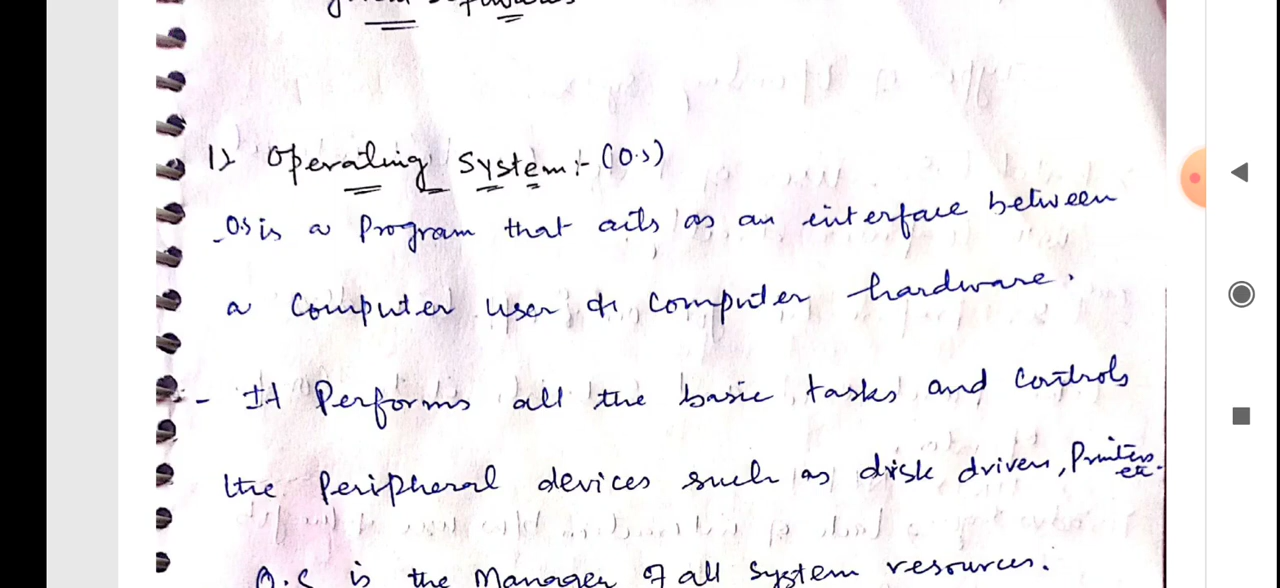 1) Operating System :- (O.S)
- OS is a Program that acts as an interface between
a Computer user & Computer hardware.
- It Performs all the basic tasks and Controls
the Peripheral devices such as disk drives, Printers
etc.
O.S is the Manager of all system resources.